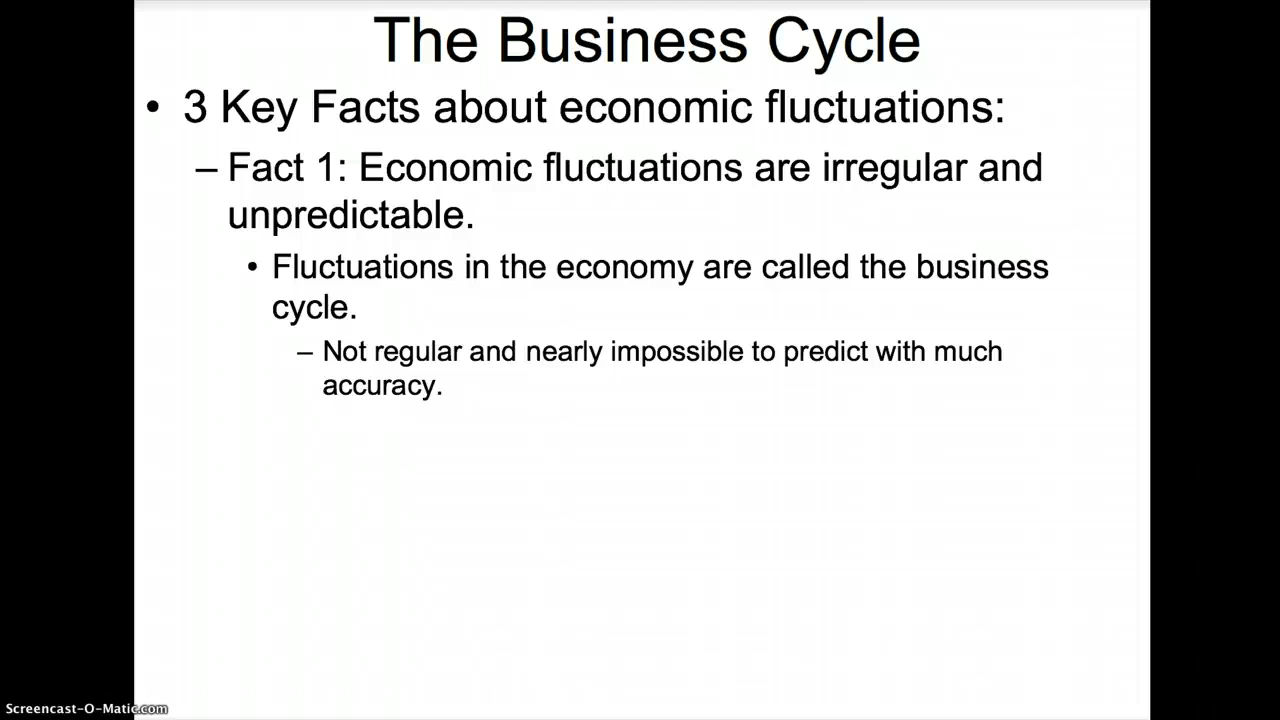 The Business Cycle
• 3 Key Facts about economic fluctuations:
– Fact 1: Economic fluctuations are irregular and
unpredictable.
• Fluctuations in the economy are called the business
cycle.
– Not regular and nearly impossible to predict with much
accuracy.
Screencast-O-Matic.com